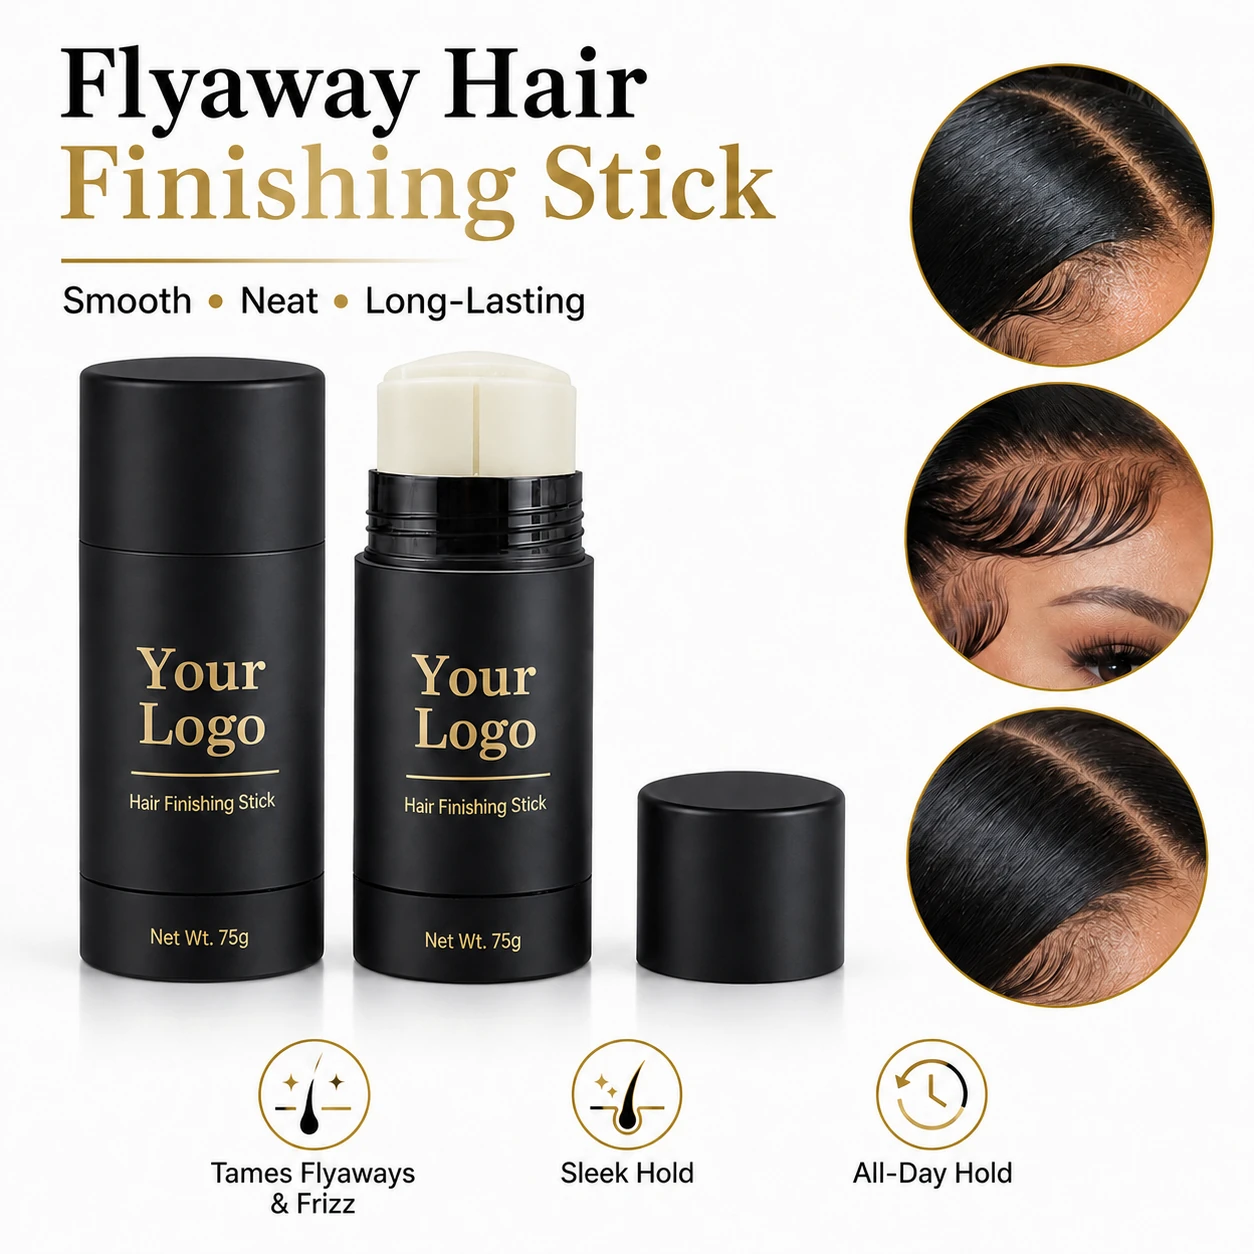 Flyaway Hair
Finishing Stick
Smooth • Neat • Long-Lasting
Your
Logo
Hair Finishing Stick
Net Wt. 75g
Your
Logo
Hair Finishing Stick
Net Wt. 75g
Tames Flyaways
& Frizz
Sleek Hold
All-Day Hold